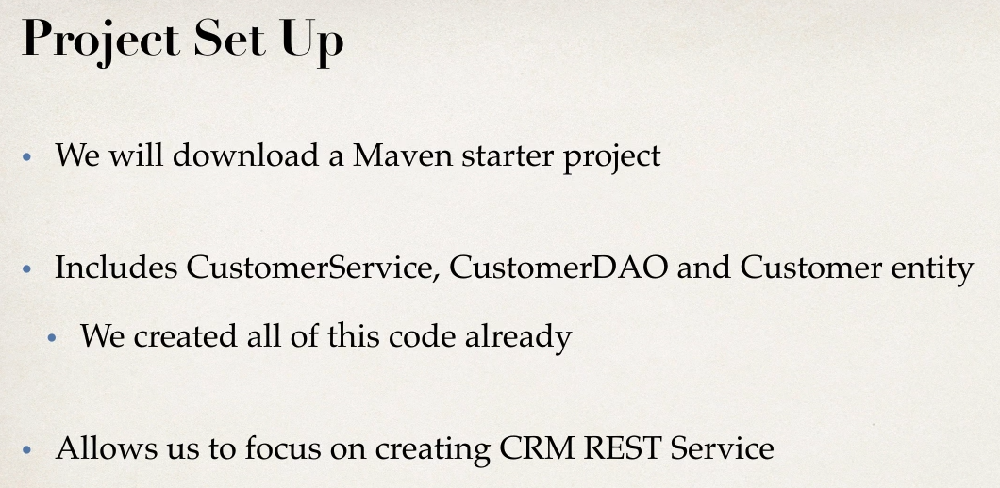 Project Set Up
• We will download a Maven starter project
• Includes CustomerService, CustomerDAO and Customer entity
• We created all of this code already
• Allows us to focus on creating CRM REST Service